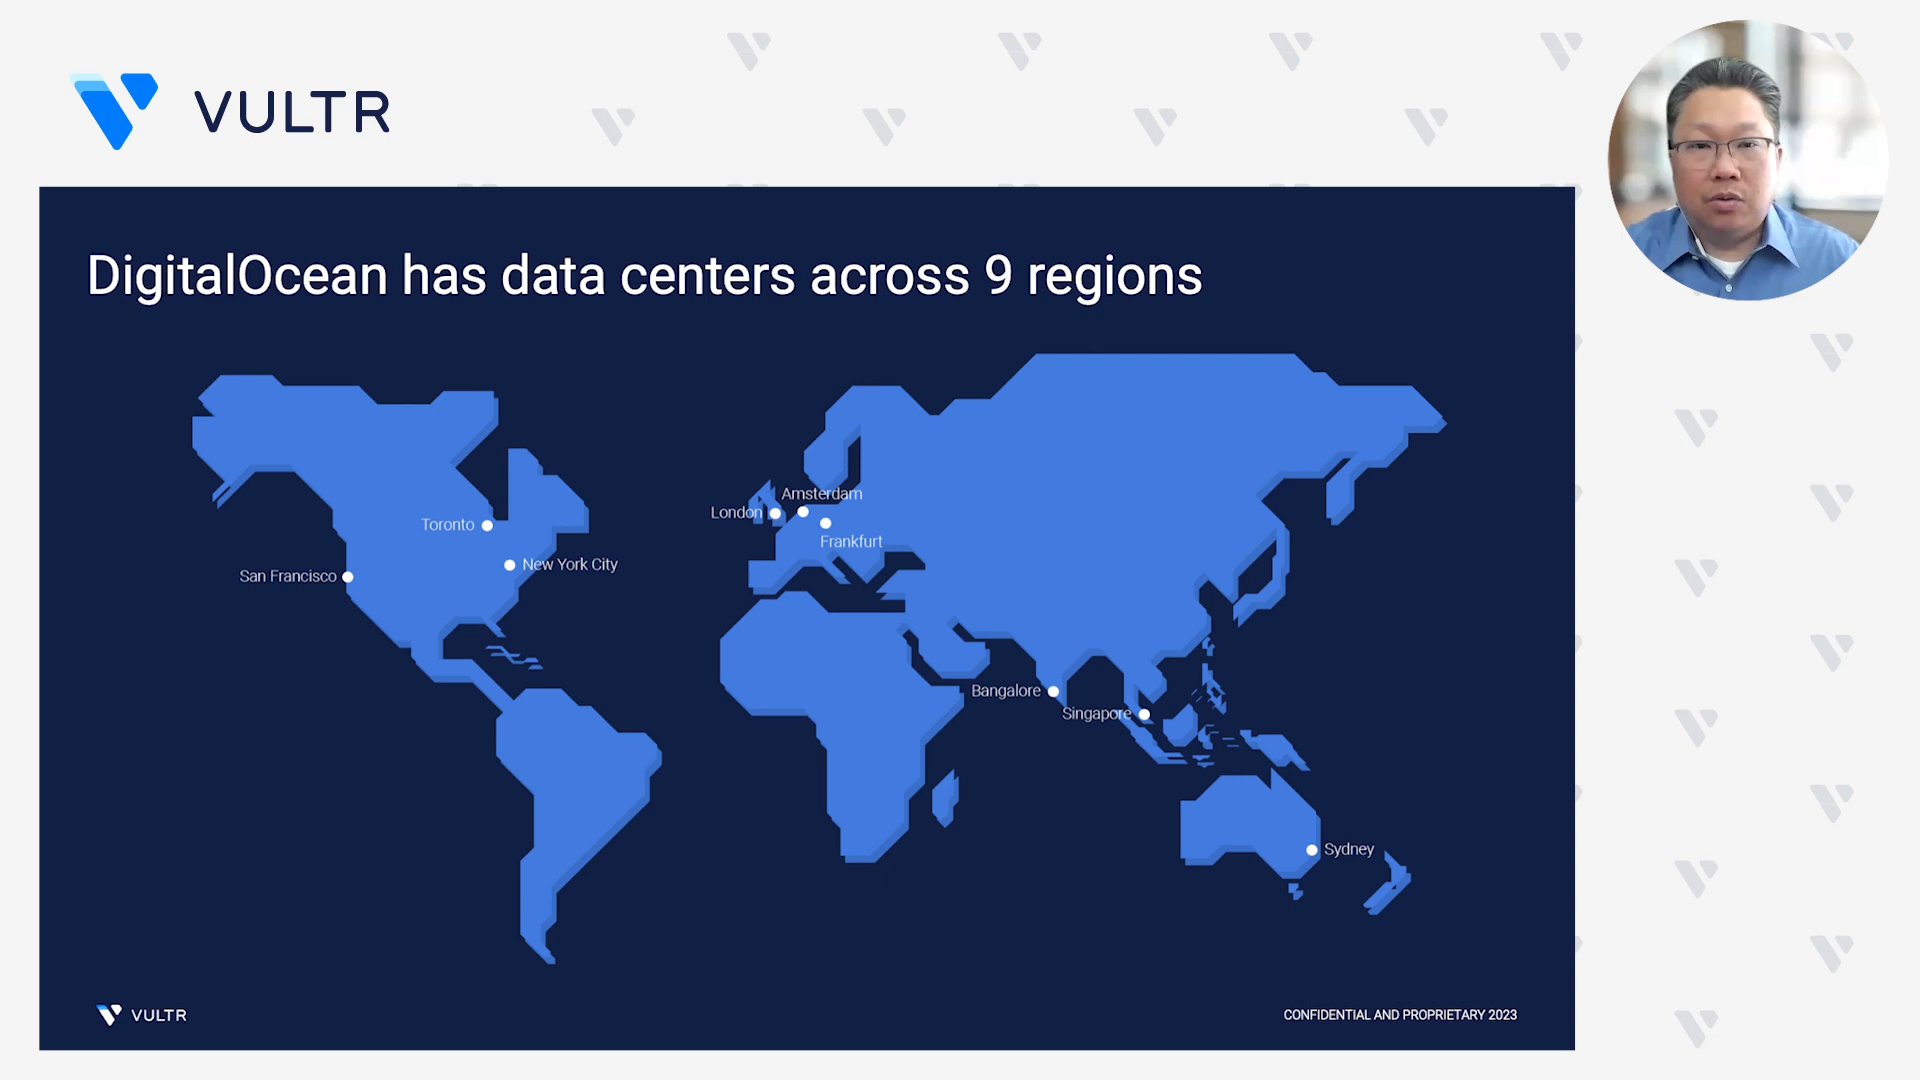 VULTR
DigitalOcean has data centers across 9 regions
Amsterdam
London
Toronto
Frankfurt
New York City
San Francisco
Bangalore
Singapore
Sydney
VULTR
CONFIDENTIAL AND PROPRIETARY 2023